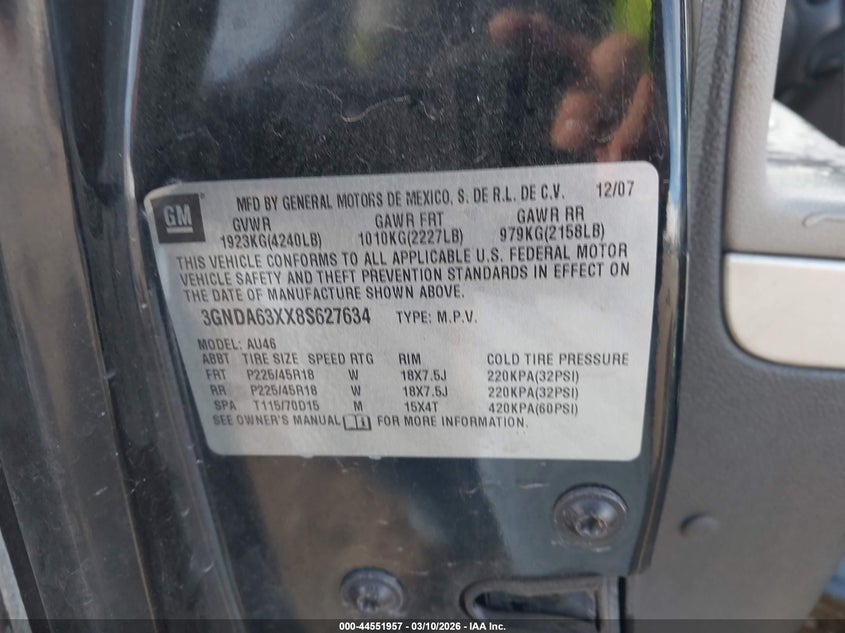 GM
MFD BY GENERAL MOTORS DE MEXICO, S. DE R.L. DE C.V. 12/07
GVWR GAWR FRT GAWR RR
1923KG(4240LB) 1010KG(2227LB) 979KG(2158LB)
THIS VEHICLE CONFORMS TO ALL APPLICABLE U.S. FEDERAL MOTOR
VEHICLE SAFETY AND THEFT PREVENTION STANDARDS IN EFFECT ON
THE DATE OF MANUFACTURE SHOWN ABOVE.
3GNDA63XX8S627634 TYPE: M.P.V.
MODEL: AU46
ABBT TIRE SIZE SPEED RTG RIM COLD TIRE PRESSURE
FRT P225/45R18 W 18X7.5J 220KPA(32PSI)
RR P225/45R18 W 18X7.5J 220KPA(32PSI)
SPA T115/70D15 M 15X4T 420KPA(60PSI)
SEE OWNER'S MANUAL FOR MORE INFORMATION.
000-44551957 - 03/10/2026 - IAA Inc.